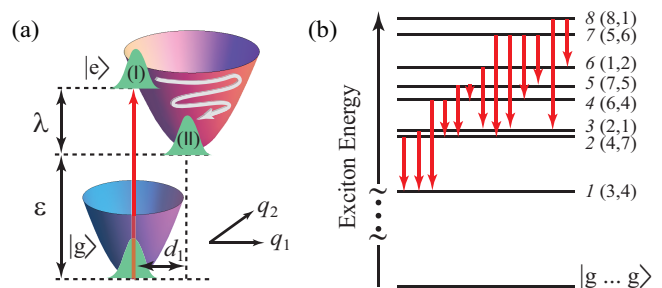 (a)
|e⟩
(I)
(II)
λ
ε
|g⟩
d₁
q₂
q₁
(b)
Exciton Energy
8 (8,1)
7 (5,6)
6 (1,2)
5 (7,5)
4 (6,4)
3 (2,1)
2 (4,7)
1 (3,4)
|g ... g⟩